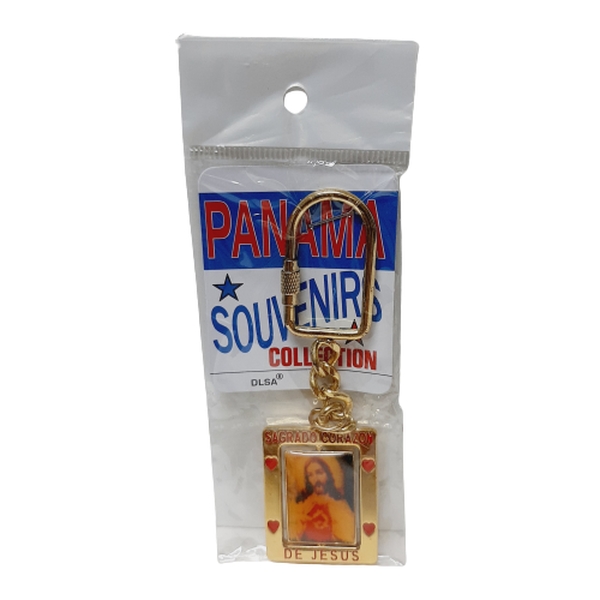 PANAMA
SOUVENIRS
COLLECTION
DLSA®
SAGRADO CORAZON
DE JESUS